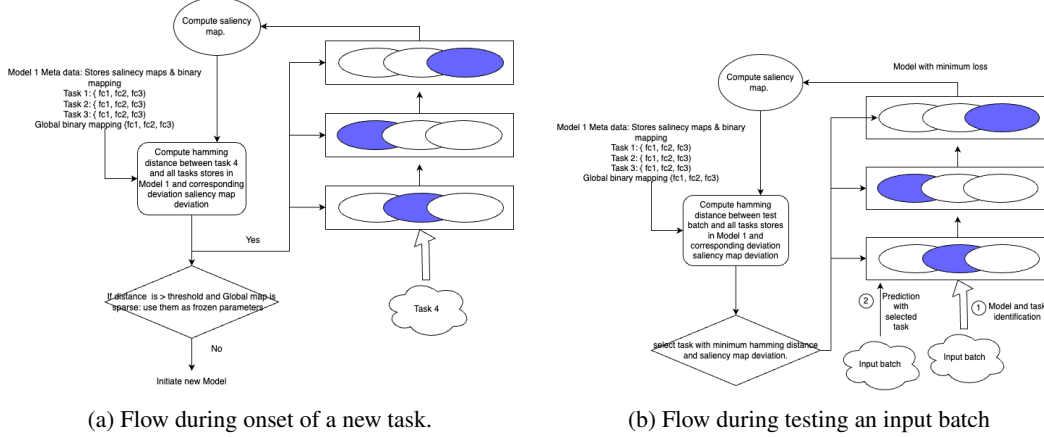 Compute saliency
map.
Model 1 Meta data: Stores salinecy maps & binary
mapping
Task 1: { fc1, fc2, fc3}
Task 2: { fc1, fc2, fc3}
Task 3: { fc1, fc2, fc3}
Global binary mapping {fc1, fc2, fc3}
Compute hamming
distance between task 4
and all tasks stores in
Model 1 and corresponding
deviation saliency map
deviation
Yes
If distance is > threshold and Global map is
sparse: use them as frozen parameters
No
Initiate new Model
Task 4
(a) Flow during onset of a new task.
Compute saliency
map.
Model with minimum loss
Model 1 Meta data: Stores salinecy maps & binary
mapping
Task 1: { fc1, fc2, fc3}
Task 2: { fc1, fc2, fc3}
Task 3: { fc1, fc2, fc3}
Global binary mapping {fc1, fc2, fc3}
Compute hamming
distance between test
batch and all tasks stores
in Model 1 and
corresponding deviation
saliency map deviation
select task with minimum hamming distance
and saliency map deviation.
2 Prediction
with
selected
task
1 Model and task
identification
Input batch
Input batch
(b) Flow during testing an input batch